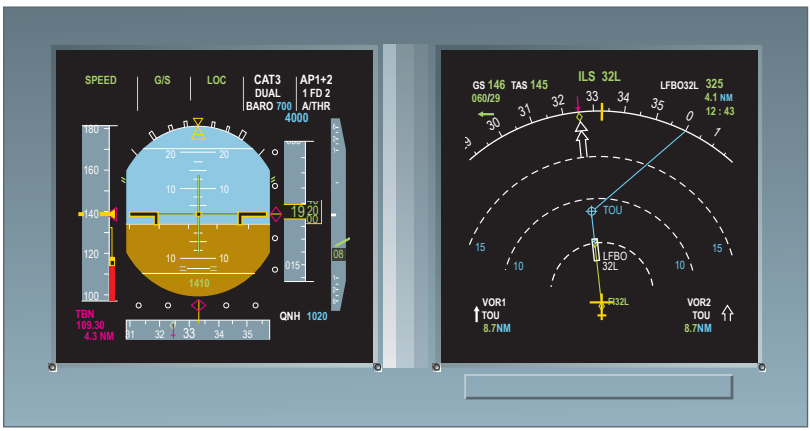 SPEED G/S LOC CAT3 AP1+2
DUAL 1 FD 2
BARO 700 A/THR
4000
180
160
140
120
100
20 20
10 10
10 10
20 20
1410
19 20
00
015
08
QNH 1020
TBN
109.30
4.3 NM
31 32 33 34 35
GS 146 TAS 145
060/29
ILS 32L
LFBO32L 325
4.1 NM
12 : 43
30 31 32 33 34 35 0 1
TOU
15 15
10 10
LFBO
32L
FI32L
VOR1
TOU
8.7NM
VOR2
TOU
8.7NM